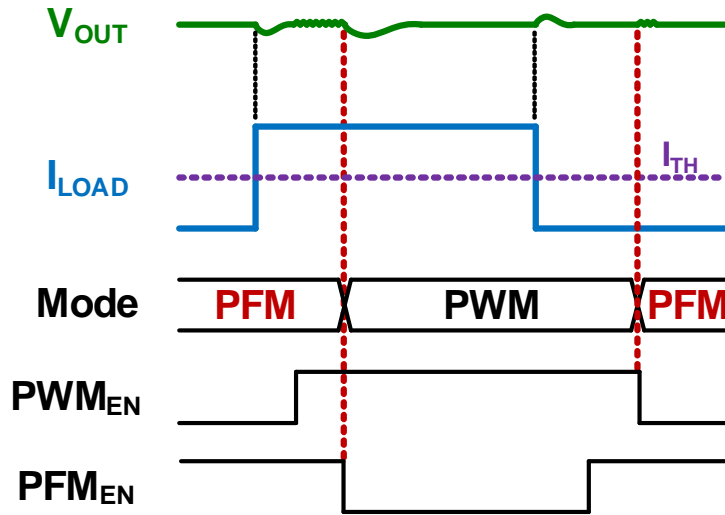 VOUT
ILOAD
ITH
Mode PFM PWM PFM
PWMEN
PFMEN